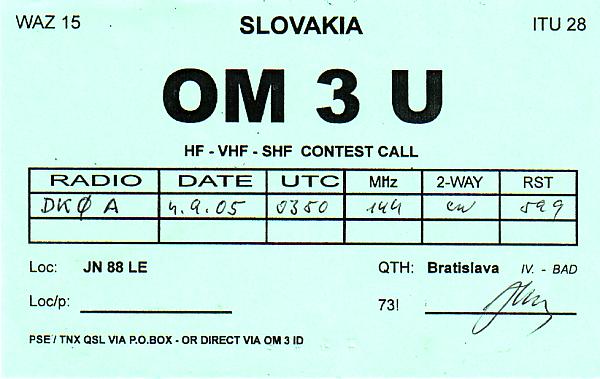 WAZ 15 SLOVAKIA ITU 28
OM 3 U
HF - VHF - SHF CONTEST CALL
RADIO DATE UTC MHz 2-WAY RST
DKØA 4.9.05 0350 144 cw 599
Loc: JN 88 LE QTH: Bratislava IV. - BAD
Loc/p: 73!
PSE / TNX QSL VIA P.O.BOX - OR DIRECT VIA OM 3 ID